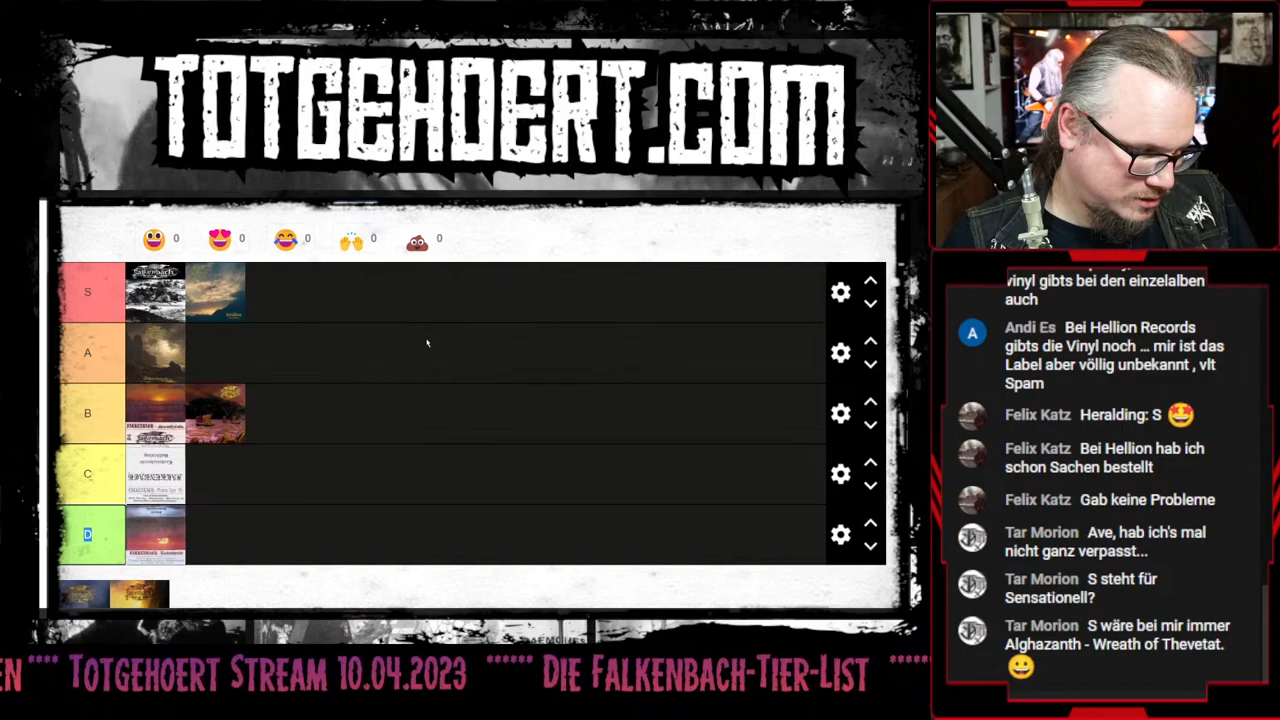 TOTGEHOERT.COM
0 0 0 0 0
S
Falkenbach
A
B
C
D
vinyl gibts bei den einzelalben
auch
A
Andi Es Bei Hellion Records
gibts die Vinyl noch … mir ist das
Label aber völlig unbekannt , vlt
Spam
Felix Katz Heralding: S 🤩
Felix Katz Bei Hellion hab ich
schon Sachen bestellt
Felix Katz Gab keine Probleme
Tar Morion Ave, hab ich's mal
nicht ganz verpasst...
Tar Morion S steht für
Sensationell?
Tar Morion S wäre bei mir immer
Alghazanth - Wreath of Thevetat.
😀
EN **** TOTGEHOERT STREAM 10.04.2023 ****** DIE FALKENBACH-TIER-LIST *****